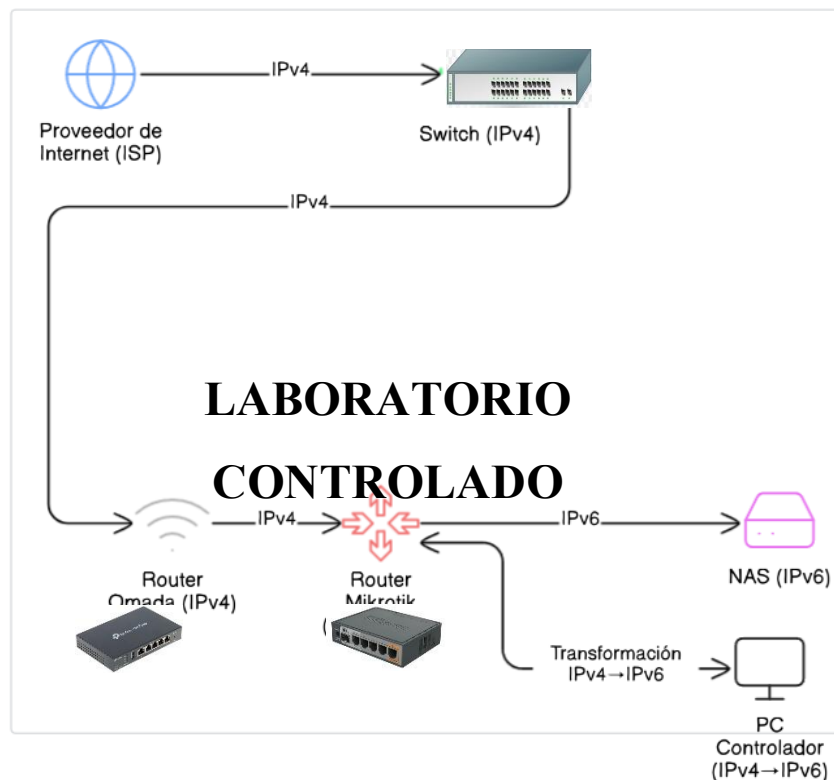 IPv4
Proveedor de
Internet (ISP)
Switch (IPv4)
IPv4
LABORATORIO
CONTROLADO
IPv4
IPv6
Router
Omada (IPv4)
Router
Mikrotik
(
NAS (IPv6)
Transformación
IPv4→IPv6
PC
Controlador
(IPv4→IPv6)